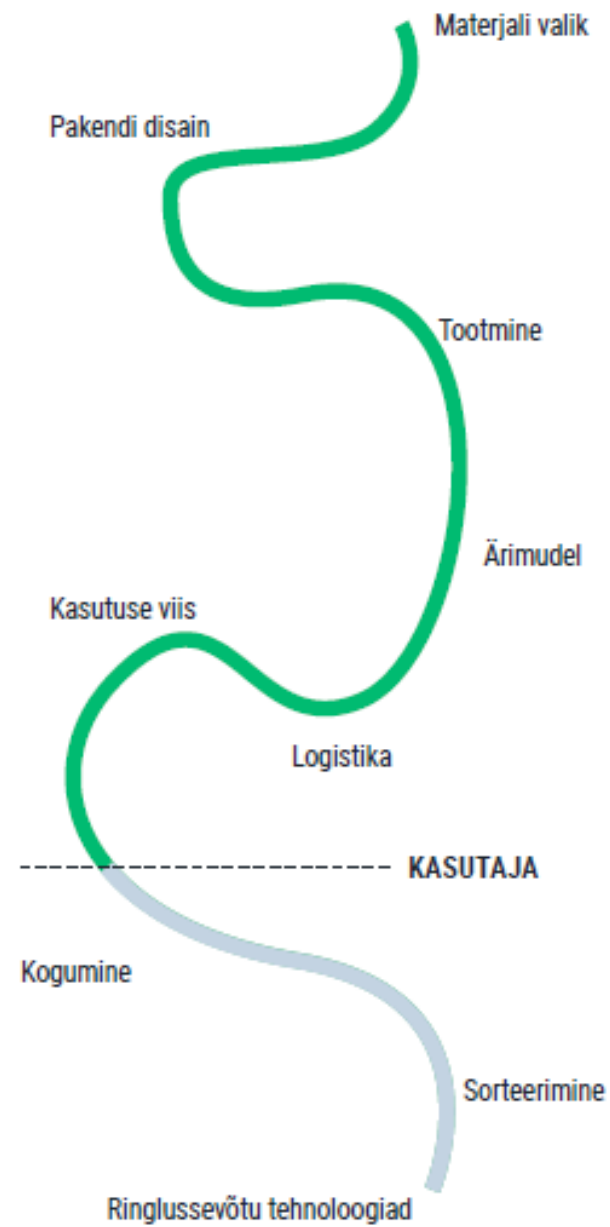 Materjali valik
Pakendi disain
Tootmine
Ärimudel
Kasutuse viis
Logistika
KASUTAJA
Kogumine
Sorteerimine
Ringlussevõtu tehnoloogiad